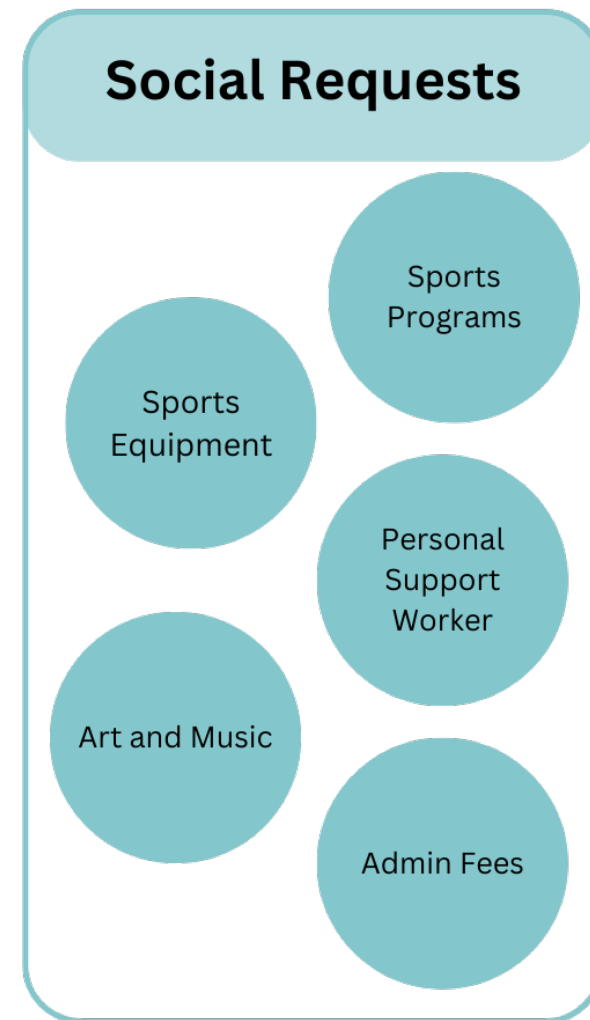 Social Requests
Sports
Programs
Sports
Equipment
Personal
Support
Worker
Art and Music
Admin Fees